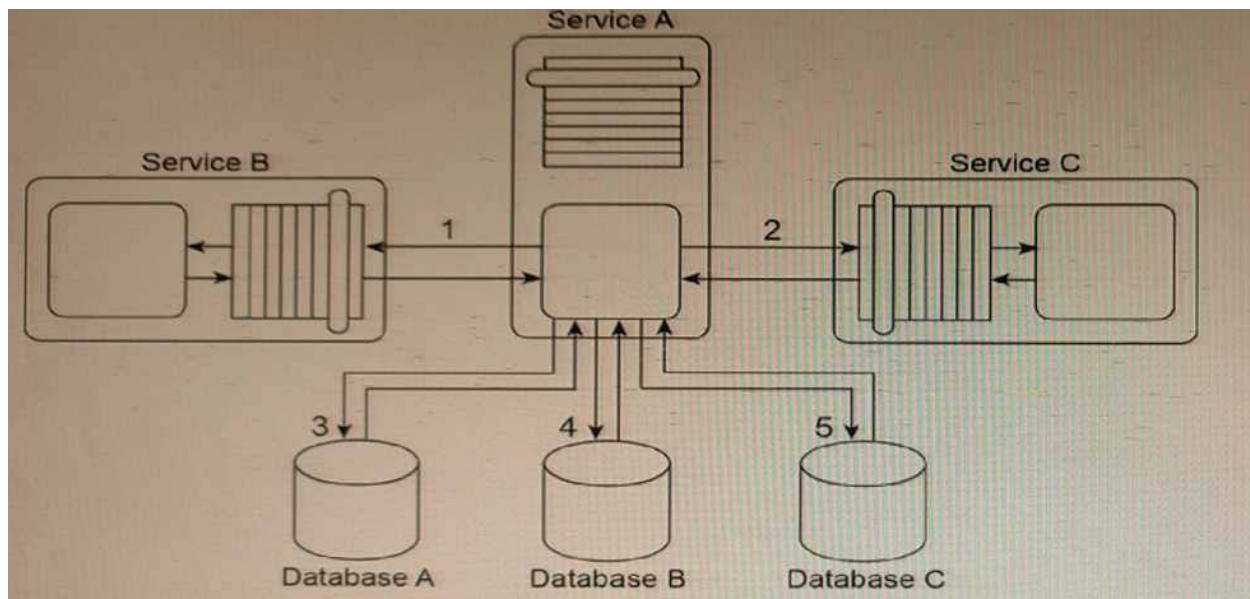 Service A
Service B
Service C
1
2
3
4
5
Database A
Database B
Database C